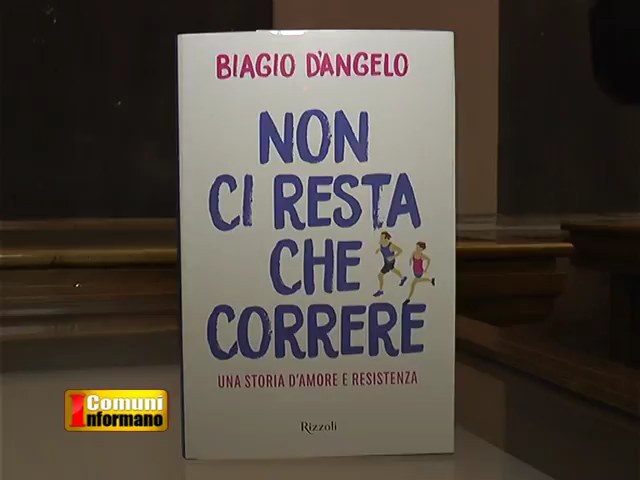 BIAGIO D'ANGELO
NON
CI RESTA
CHE
CORRERE
UNA STORIA D'AMORE E RESISTENZA
Rizzoli
I Comuni
Informano